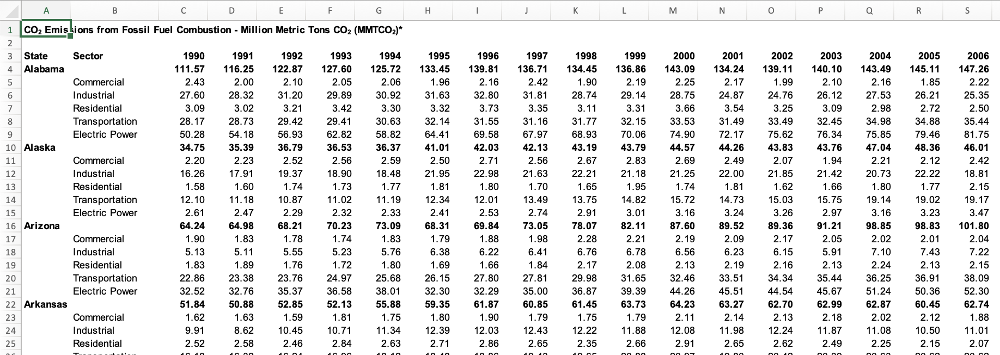 A B C D E F G H I J K L M N O P Q R S
1 CO₂ Emissions from Fossil Fuel Combustion - Million Metric Tons CO₂ (MMTCO₂)*
2
3 State Sector 1990 1991 1992 1993 1994 1995 1996 1997 1998 1999 2000 2001 2002 2003 2004 2005 2006
4 Alabama 111.57 116.25 122.87 127.60 125.72 133.45 139.81 136.71 134.45 136.86 143.09 134.24 139.11 140.10 143.49 145.11 147.26
5 Commercial 2.43 2.00 2.10 2.05 2.06 1.96 2.16 2.42 1.90 2.19 2.25 2.17 1.99 2.10 2.16 1.85 2.22
6 Industrial 27.60 28.32 31.20 29.89 30.92 31.63 32.80 31.81 28.74 29.14 28.75 24.87 24.76 26.12 27.53 26.21 25.35
7 Residential 3.09 3.02 3.21 3.42 3.30 3.32 3.73 3.35 3.11 3.31 3.66 3.54 3.25 3.09 2.98 2.72 2.50
8 Transportation 28.17 28.73 29.42 29.41 30.63 32.14 31.55 31.16 31.77 32.15 33.53 31.49 33.49 32.45 34.98 34.88 35.44
9 Electric Power 50.28 54.18 56.93 62.82 58.82 64.41 69.58 67.97 68.93 70.06 74.90 72.17 75.62 76.34 75.85 79.46 81.75
10 Alaska 34.75 35.39 36.79 36.53 36.37 41.01 42.03 42.13 43.19 43.79 44.57 44.26 43.83 43.76 47.04 48.36 46.01
11 Commercial 2.20 2.23 2.52 2.56 2.59 2.50 2.71 2.56 2.67 2.83 2.69 2.49 2.07 1.94 2.21 2.12 2.42
12 Industrial 16.26 17.91 19.37 18.90 18.48 21.95 22.98 21.63 22.21 21.18 21.25 22.00 21.85 21.42 20.73 22.22 18.81
13 Residential 1.58 1.60 1.74 1.73 1.77 1.81 1.80 1.70 1.65 1.95 1.74 1.81 1.62 1.66 1.80 1.77 2.15
14 Transportation 12.10 11.18 10.87 11.02 11.19 12.34 12.01 13.49 13.75 14.82 15.72 14.73 15.03 15.75 19.14 19.02 19.17
15 Electric Power 2.61 2.47 2.29 2.32 2.33 2.41 2.53 2.74 2.91 3.01 3.16 3.24 3.26 2.97 3.16 3.23 3.47
16 Arizona 64.24 64.98 68.21 70.23 73.09 68.31 69.84 73.05 78.07 82.11 87.60 89.52 89.36 91.21 98.85 98.83 101.80
17 Commercial 1.90 1.83 1.78 1.74 1.83 1.79 1.88 1.98 2.28 2.21 2.19 2.09 2.17 2.05 2.02 2.01 2.04
18 Industrial 5.13 5.11 5.55 5.23 5.76 6.38 6.22 6.41 6.76 6.78 6.56 6.23 6.15 5.91 7.10 7.43 7.22
19 Residential 1.83 1.89 1.76 1.72 1.80 1.69 1.66 1.84 2.17 2.08 2.13 2.19 2.16 2.13 2.24 2.13 2.15
20 Transportation 22.86 23.38 23.76 24.97 25.68 26.15 27.80 27.81 29.98 31.65 32.46 33.51 34.34 35.44 36.25 36.91 38.09
21 Electric Power 32.52 32.76 35.37 36.58 38.01 32.30 32.29 35.00 36.87 39.39 44.26 45.51 44.54 45.67 51.24 50.36 52.30
22 Arkansas 51.84 50.88 52.85 52.13 55.88 59.35 61.87 60.85 61.45 63.73 64.23 63.27 62.70 62.99 62.87 60.45 62.74
23 Commercial 1.62 1.63 1.59 1.81 1.75 1.80 1.90 1.79 1.75 1.79 2.11 2.14 2.13 2.18 2.02 2.12 1.88
24 Industrial 9.91 8.62 10.45 10.71 11.34 12.39 12.03 12.43 12.22 11.88 12.08 11.98 12.24 11.87 11.08 10.50 11.01
25 Residential 2.52 2.58 2.46 2.84 2.63 2.71 2.86 2.65 2.35 2.66 2.91 2.65 2.62 2.49 2.25 2.15 2.07